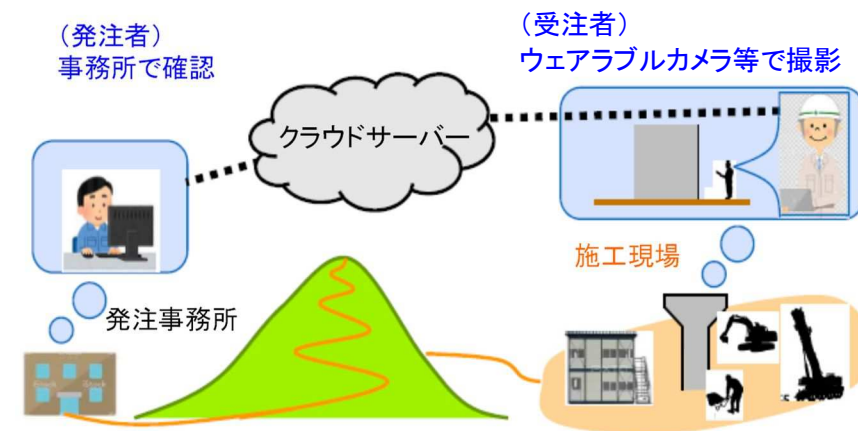 （発注者）
事務所で確認
（受注者）
ウェアラブルカメラ等で撮影
クラウドサーバー
施工現場
発注事務所